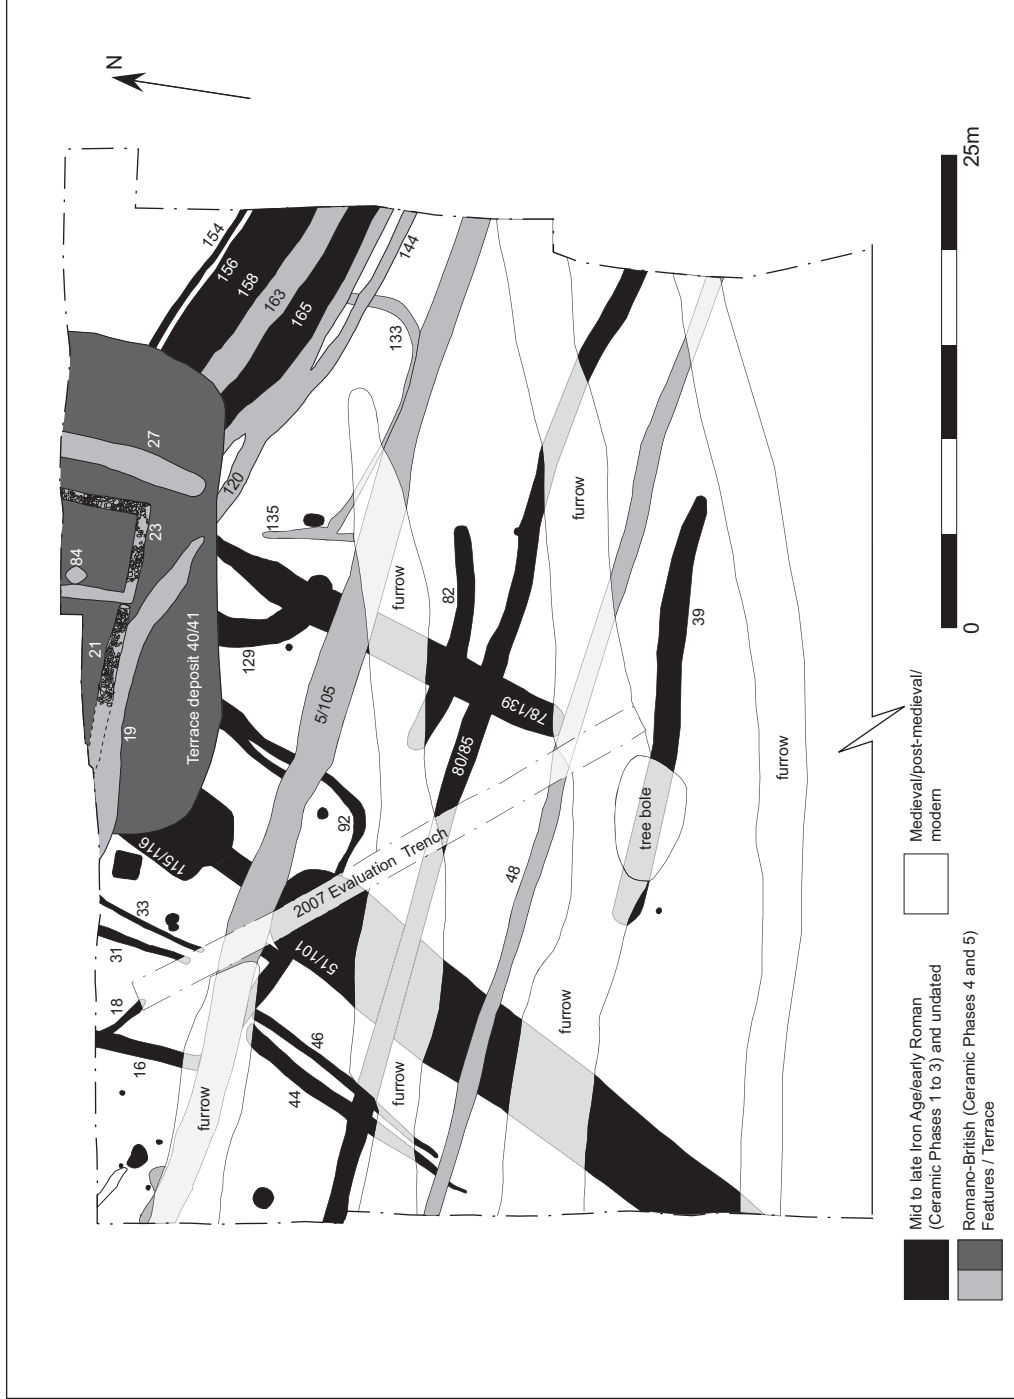 N
154
156
158
163
165
144
133
27
120
23
84
135
21
19
Terrace deposit 40/41
129
5/105
furrow
82
furrow
39
78/139
80/85
92
115/116
33
31
18
16
2007 Evaluation Trench
51/101
48
tree bole
furrow
46
44
furrow
furrow
furrow
0
25m
Mid to late Iron Age/early Roman
(Ceramic Phases 1 to 3) and undated
Romano-British (Ceramic Phases 4 and 5)
Features / Terrace
Medieval/post-medieval/
modern